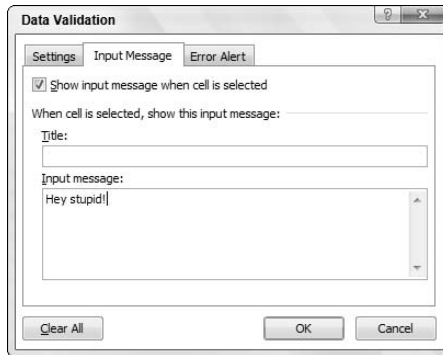 Data Validation
Settings Input Message Error Alert
Show input message when cell is selected
When cell is selected, show this input message:
Title:
Input message:
Hey stupid!
Clear All OK Cancel